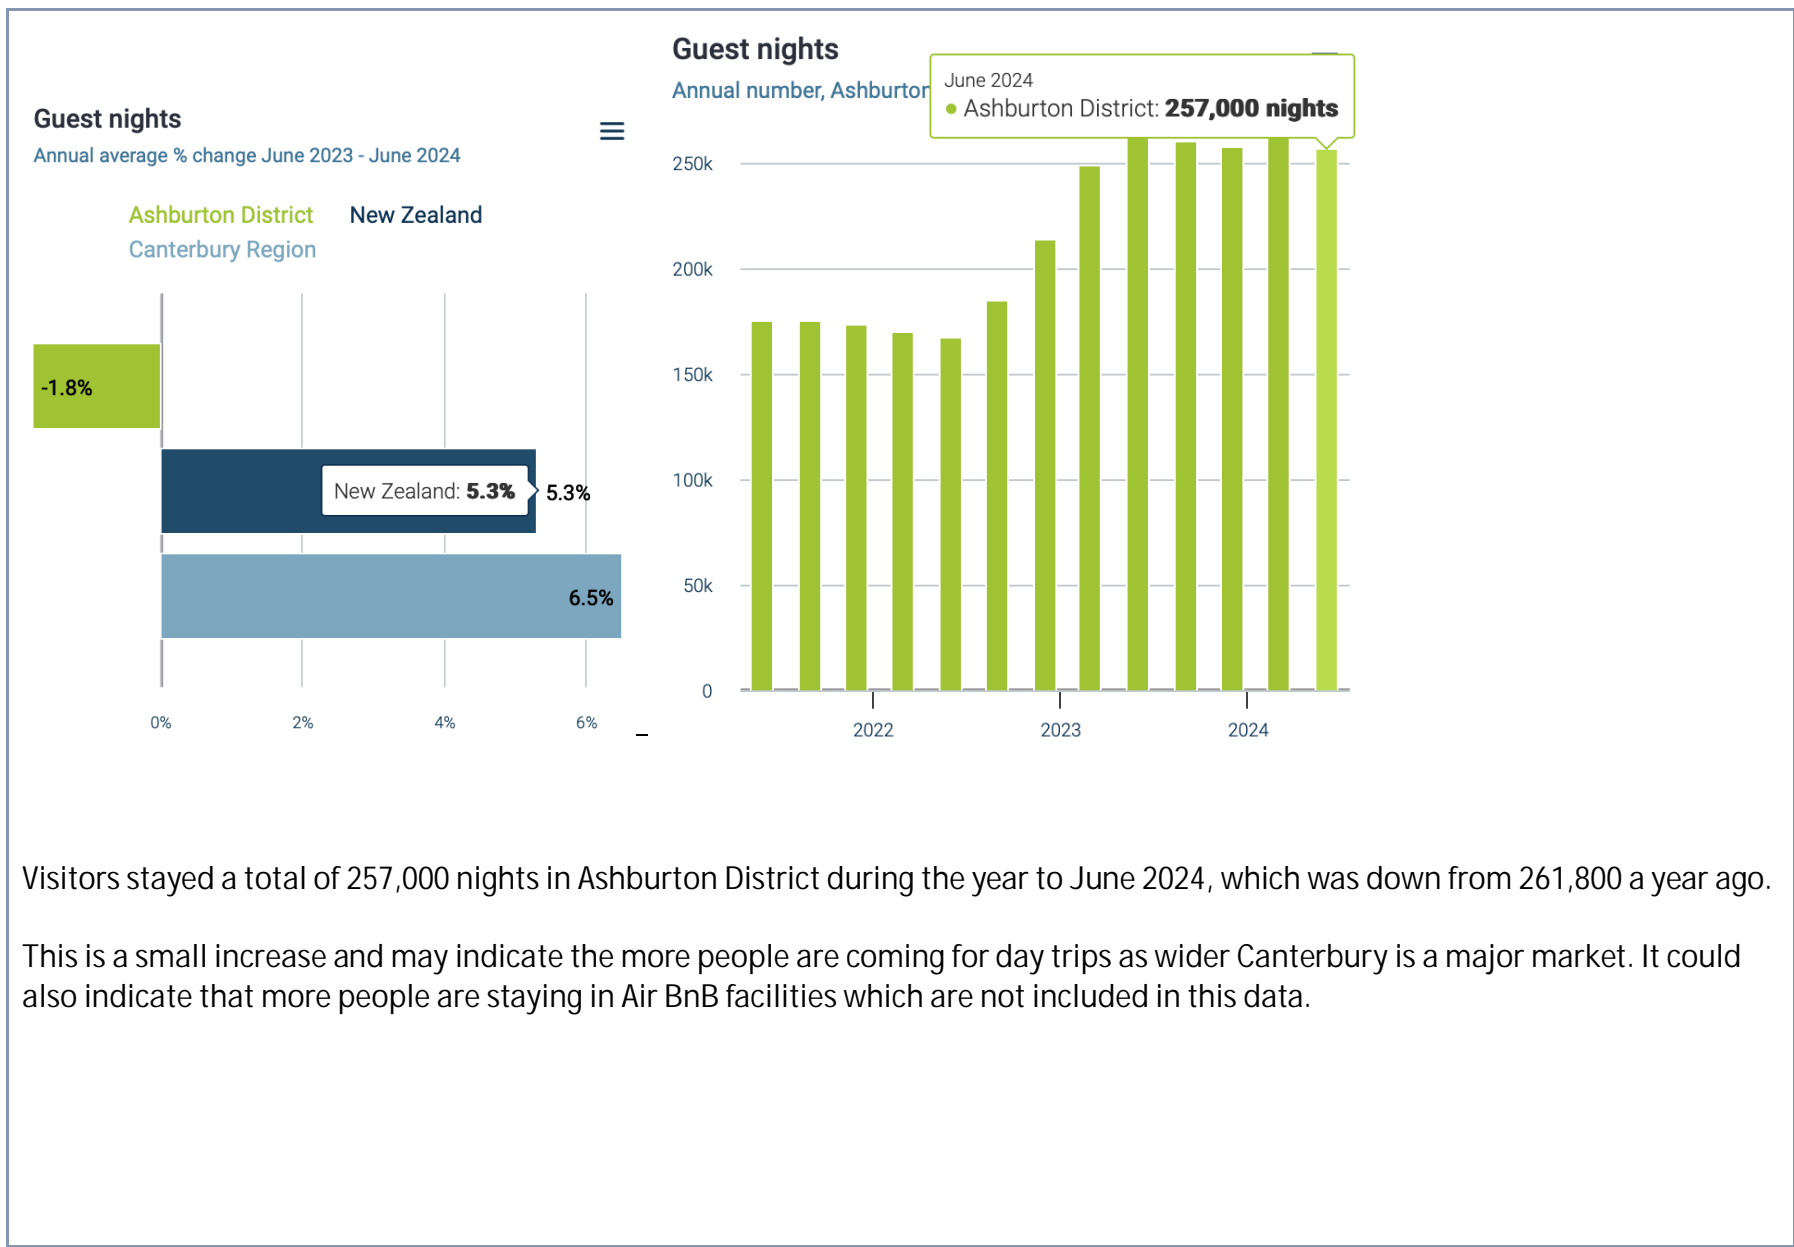 Guest nights
Annual average % change June 2023 - June 2024
Ashburton District New Zealand
Canterbury Region
-1.8%
New Zealand: 5.3% 5.3%
6.5%
0% 2% 4% 6%
Guest nights
Annual number, Ashburton
June 2024
Ashburton District: 257,000 nights
250k
200k
150k
100k
50k
0
2022 2023 2024
Visitors stayed a total of 257,000 nights in Ashburton District during the year to June 2024, which was down from 261,800 a year ago.
This is a small increase and may indicate the more people are coming for day trips as wider Canterbury is a major market. It could
also indicate that more people are staying in Air BnB facilities which are not included in this data.